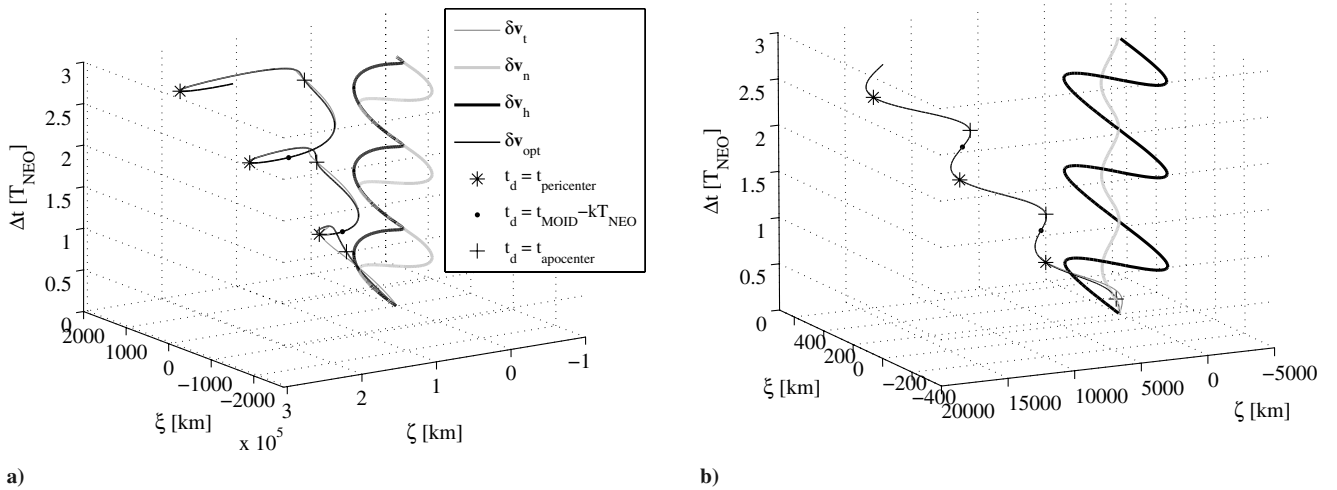 3
2.5
2
1.5
1
0.5
0
Δt [T_NEO]
2000
1000
0
−1000
−2000
ξ [km]
3
2
1
0
−1
x 10^5
ζ [km]
δv_t
δv_n
δv_h
δv_opt
t_d = t_pericenter
t_d = t_MOID−kT_NEO
t_d = t_apocenter
a)
3
2.5
2
1.5
1
0.5
0
Δt [T_NEO]
400
200
0
−200
−400
ξ [km]
20000
15000
10000
5000
0
−5000
ζ [km]
b)